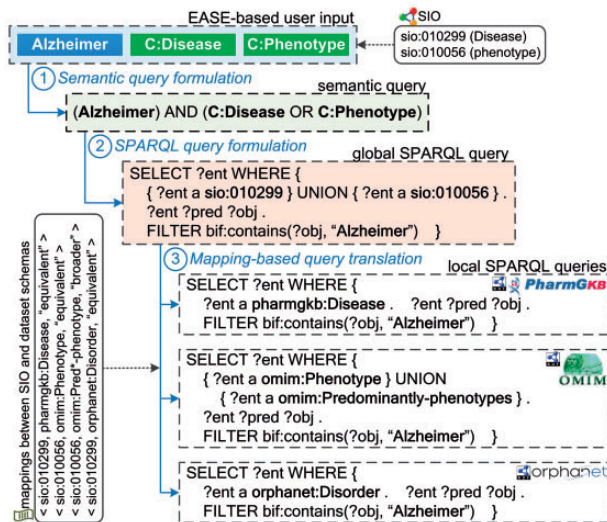 EASE-based user input
Alzheimer C:Disease C:Phenotype
SIO
sio:010299 (Disease)
sio:010056 (phenotype)
1 Semantic query formulation
semantic query
(Alzheimer) AND (C:Disease OR C:Phenotype)
2 SPARQL query formulation
global SPARQL query
SELECT ?ent WHERE {
{ ?ent a sio:010299 } UNION { ?ent a sio:010056 } .
?ent ?pred ?obj .
FILTER bif:contains(?obj, “Alzheimer”) }
3 Mapping-based query translation
local SPARQL queries
mappings between SIO and dataset schemas
< sio:010299, pharmgkb:Disease, “equivalent” >
< sio:010056, omim:Phenotype, “equivalent” >
< sio:010056, omim:Pred*-phenotype, “broader” >
< sio:010299, orphanet:Disorder, “equivalent” >
SELECT ?ent WHERE {
PharmGKB
?ent a pharmgkb:Disease . ?ent ?pred ?obj .
FILTER bif:contains(?obj, “Alzheimer”) }
SELECT ?ent WHERE {
{ ?ent a omim:Phenotype } UNION
OMIM
{ ?ent a omim:Predominantly-phenotypes } .
?ent ?pred ?obj .
FILTER bif:contains(?obj, “Alzheimer”) }
SELECT ?ent WHERE {
orphanet
?ent a orphanet:Disorder . ?ent ?pred ?obj .
FILTER bif:contains(?obj, “Alzheimer”) }